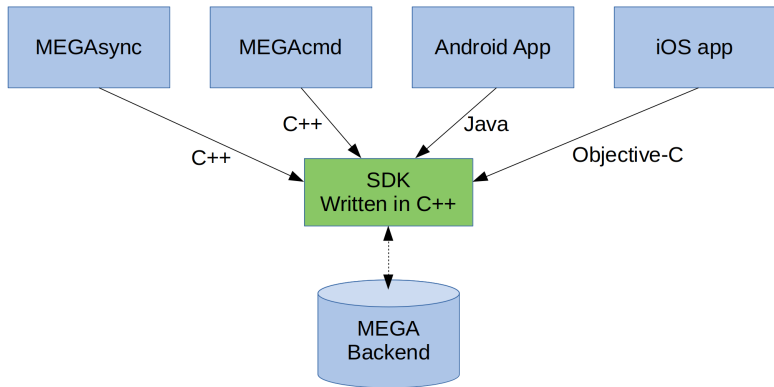 MEGAsync
MEGAcmd
Android App
iOS app
C++
C++
Java
Objective-C
SDK
Written in C++
MEGA
Backend